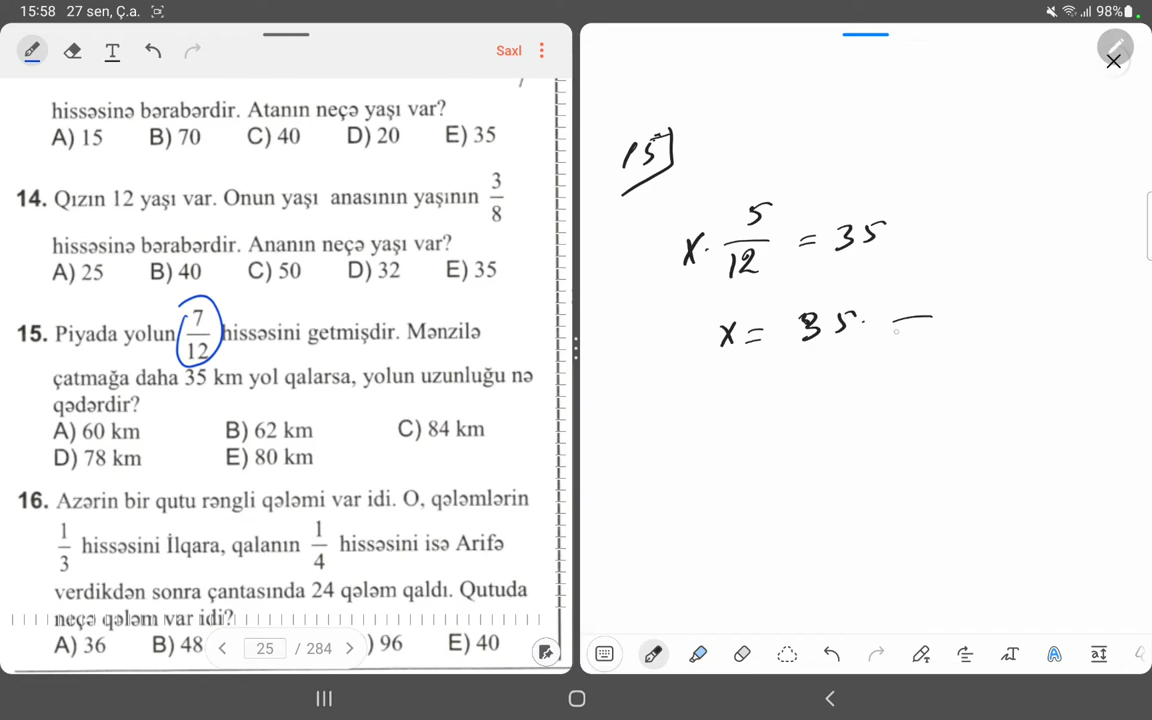 15:58 27 sen, Ç.a. 98%
T Saxl
hissəsinə bərabərdir. Atanın neçə yaşı var?
A) 15 B) 70 C) 40 D) 20 E) 35
14. Qızın 12 yaşı var. Onun yaşı anasının yaşının 3/8
hissəsinə bərabərdir. Ananın neçə yaşı var?
A) 25 B) 40 C) 50 D) 32 E) 35
15. Piyada yolun 7/12 hissəsini getmişdir. Mənzilə
çatmağa daha 35 km yol qalarsa, yolun uzunluğu nə
qədərdir?
A) 60 km B) 62 km C) 84 km
D) 78 km E) 80 km
16. Azərin bir qutu rəngli qələmi var idi. O, qələmlərin
1/3 hissəsini İlqara, qalanın 1/4 hissəsini isə Arifə
verdikdən sonra çantasında 24 qələm qaldı. Qutuda
neçə qələm var idi?
A) 36 B) 48 ) 96 E) 40
25 / 284
15
x · 5/12 = 35
x = 35 ·